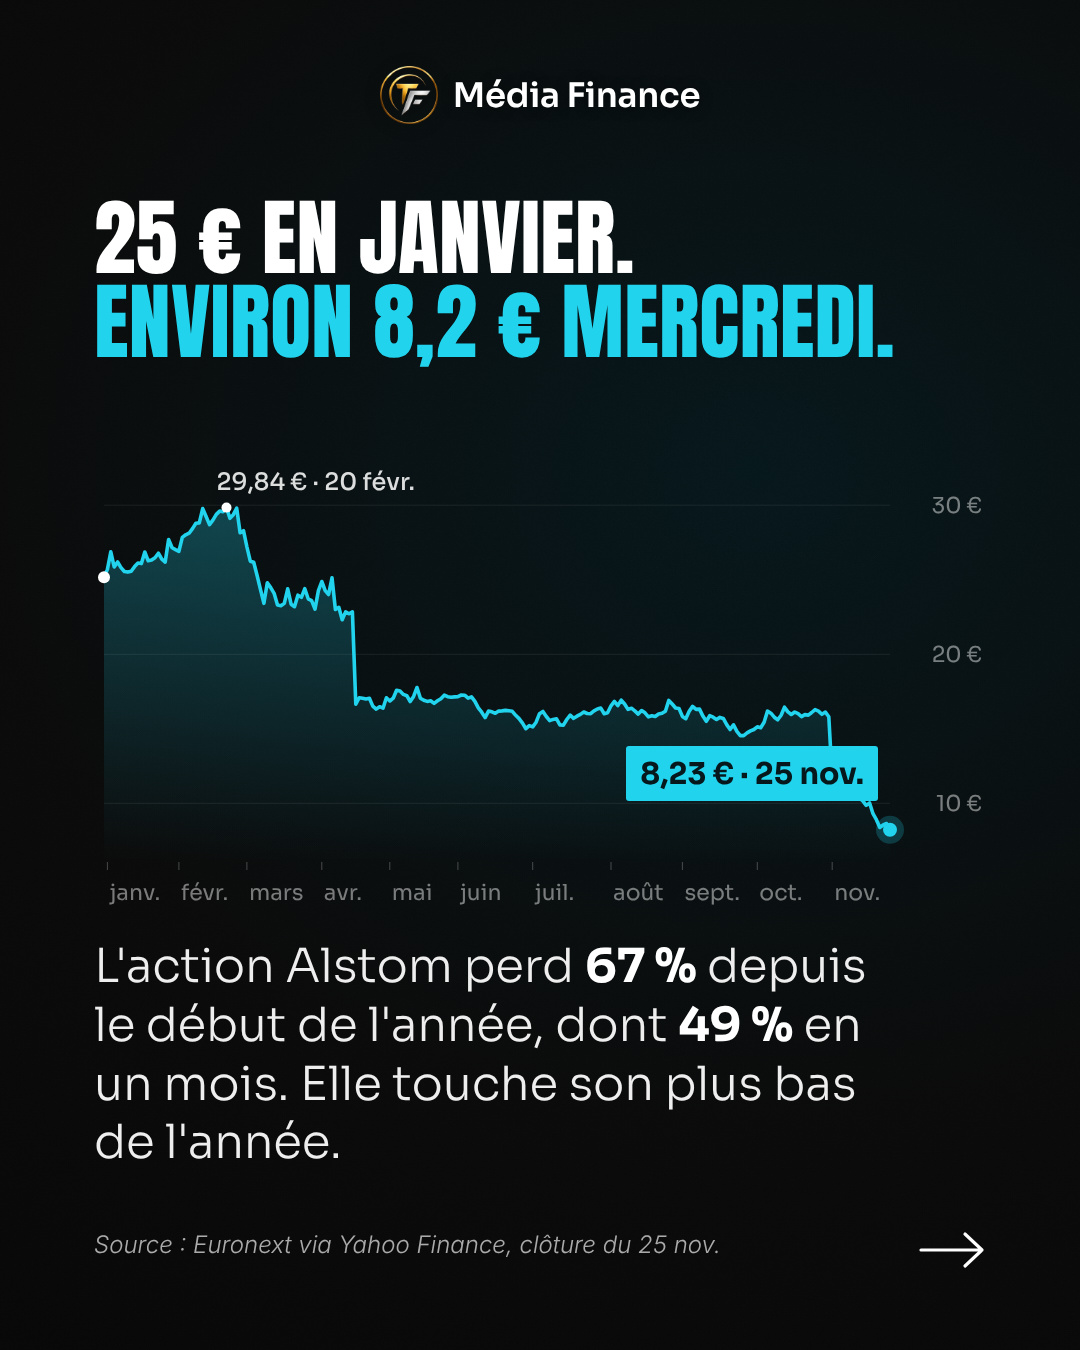 TF Média Finance
25 € EN JANVIER.
ENVIRON 8,2 € MERCREDI.
29,84 € · 20 févr.
30 €
20 €
8,23 € · 25 nov.
10 €
janv. févr. mars avr. mai juin juil. août sept. oct. nov.
L'action Alstom perd 67 % depuis
le début de l'année, dont 49 % en
un mois. Elle touche son plus bas
de l'année.
Source : Euronext via Yahoo Finance, clôture du 25 nov.